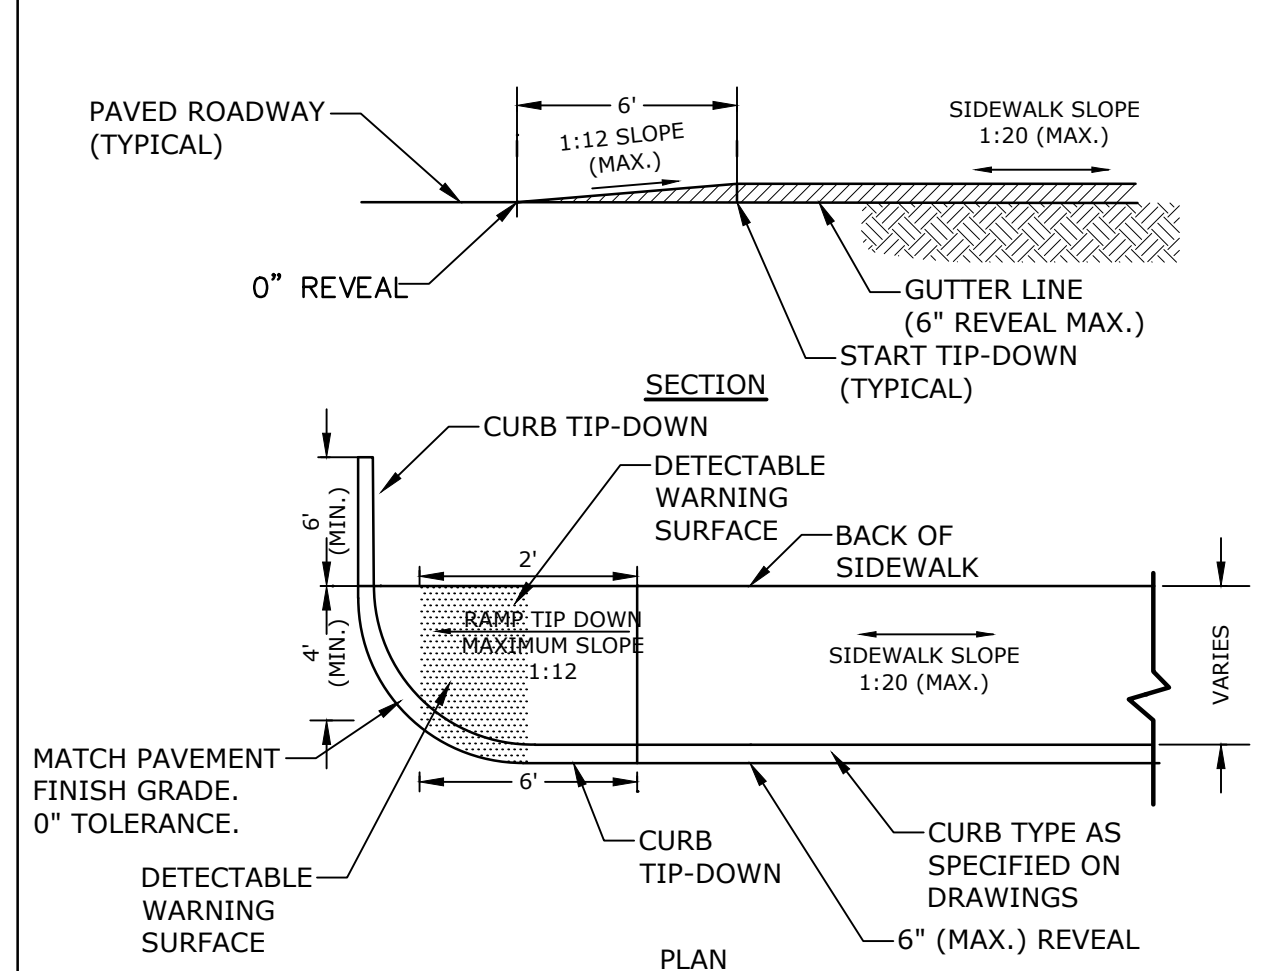 PAVED ROADWAY
(TYPICAL)
6'
1:12 SLOPE
(MAX.)
SIDEWALK SLOPE
1:20 (MAX.)
0” REVEAL
GUTTER LINE
(6" REVEAL MAX.)
START TIP-DOWN
(TYPICAL)
SECTION
CURB TIP-DOWN
DETECTABLE
WARNING
SURFACE
BACK OF
SIDEWALK
6'
(MIN.)
2'
4'
(MIN.)
RAMP TIP DOWN
MAXIMUM SLOPE
1:12
SIDEWALK SLOPE
1:20 (MAX.)
VARIES
MATCH PAVEMENT
FINISH GRADE.
0" TOLERANCE.
6'
CURB
TIP-DOWN
CURB TYPE AS
SPECIFIED ON
DRAWINGS
DETECTABLE
WARNING
SURFACE
6" (MAX.) REVEAL
PLAN